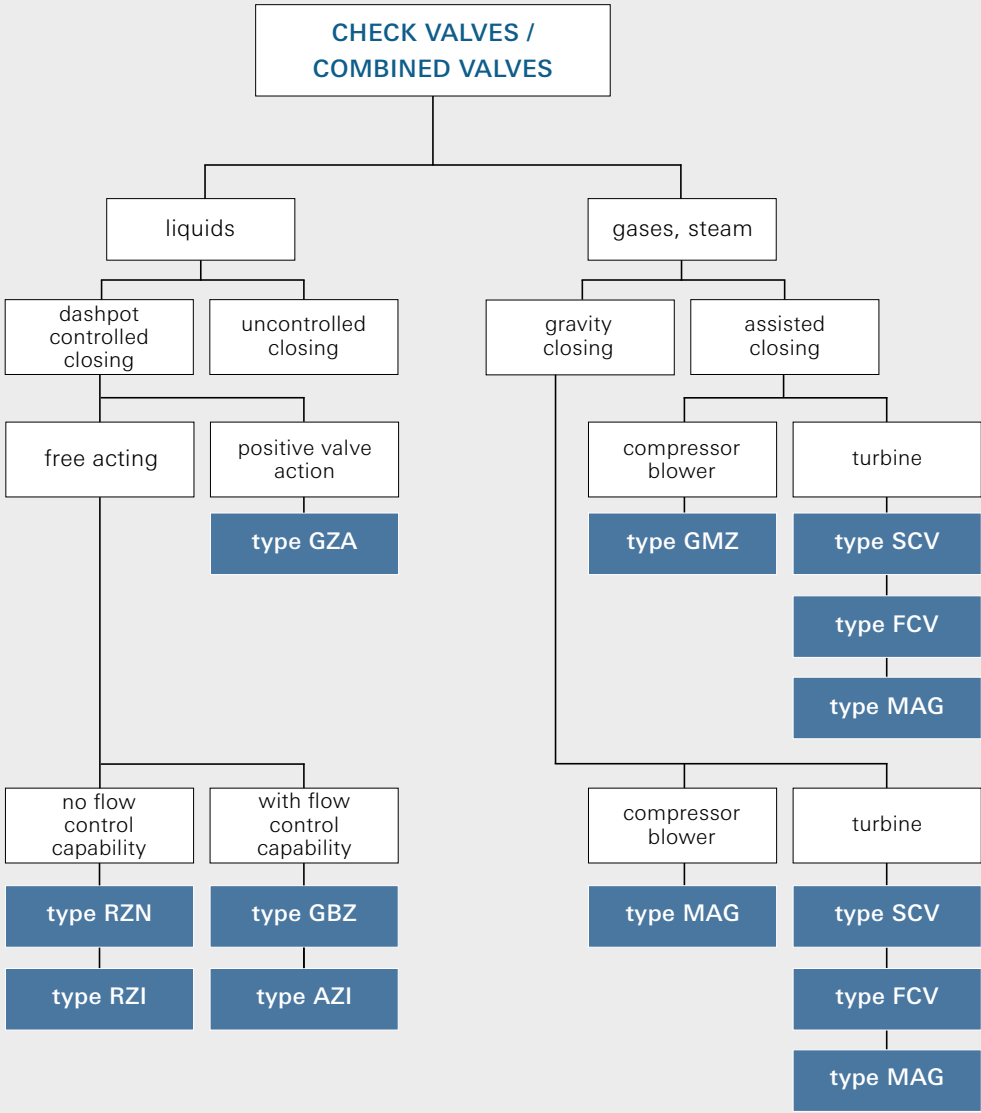 CHECK VALVES /
COMBINED VALVES
liquids
gases, steam
dashpot
controlled
closing
uncontrolled
closing
gravity
closing
assisted
closing
free acting
positive valve
action
compressor
blower
turbine
type GZA
type GMZ
type SCV
type FCV
type MAG
no flow
control
capability
with flow
control
capability
compressor
blower
turbine
type RZN
type GBZ
type MAG
type SCV
type RZI
type AZI
type FCV
type MAG